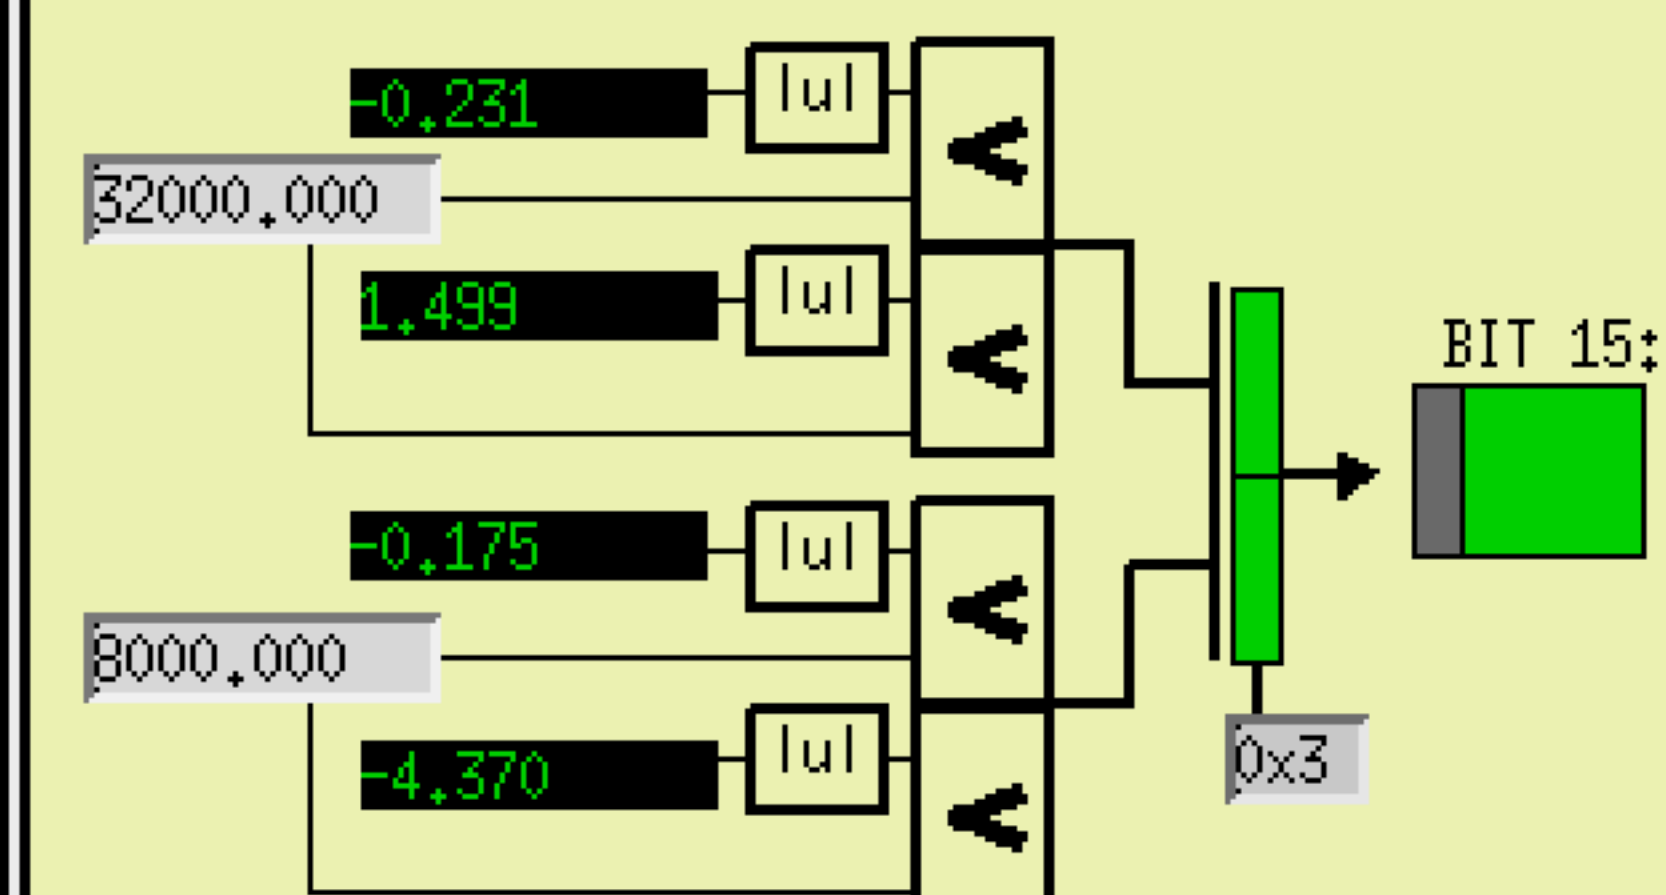 -0.231
|u|
<
32000.000
1.499
|u|
<
BIT 15:
-0.175
|u|
<
8000.000
-4.370
|u|
<
0x3